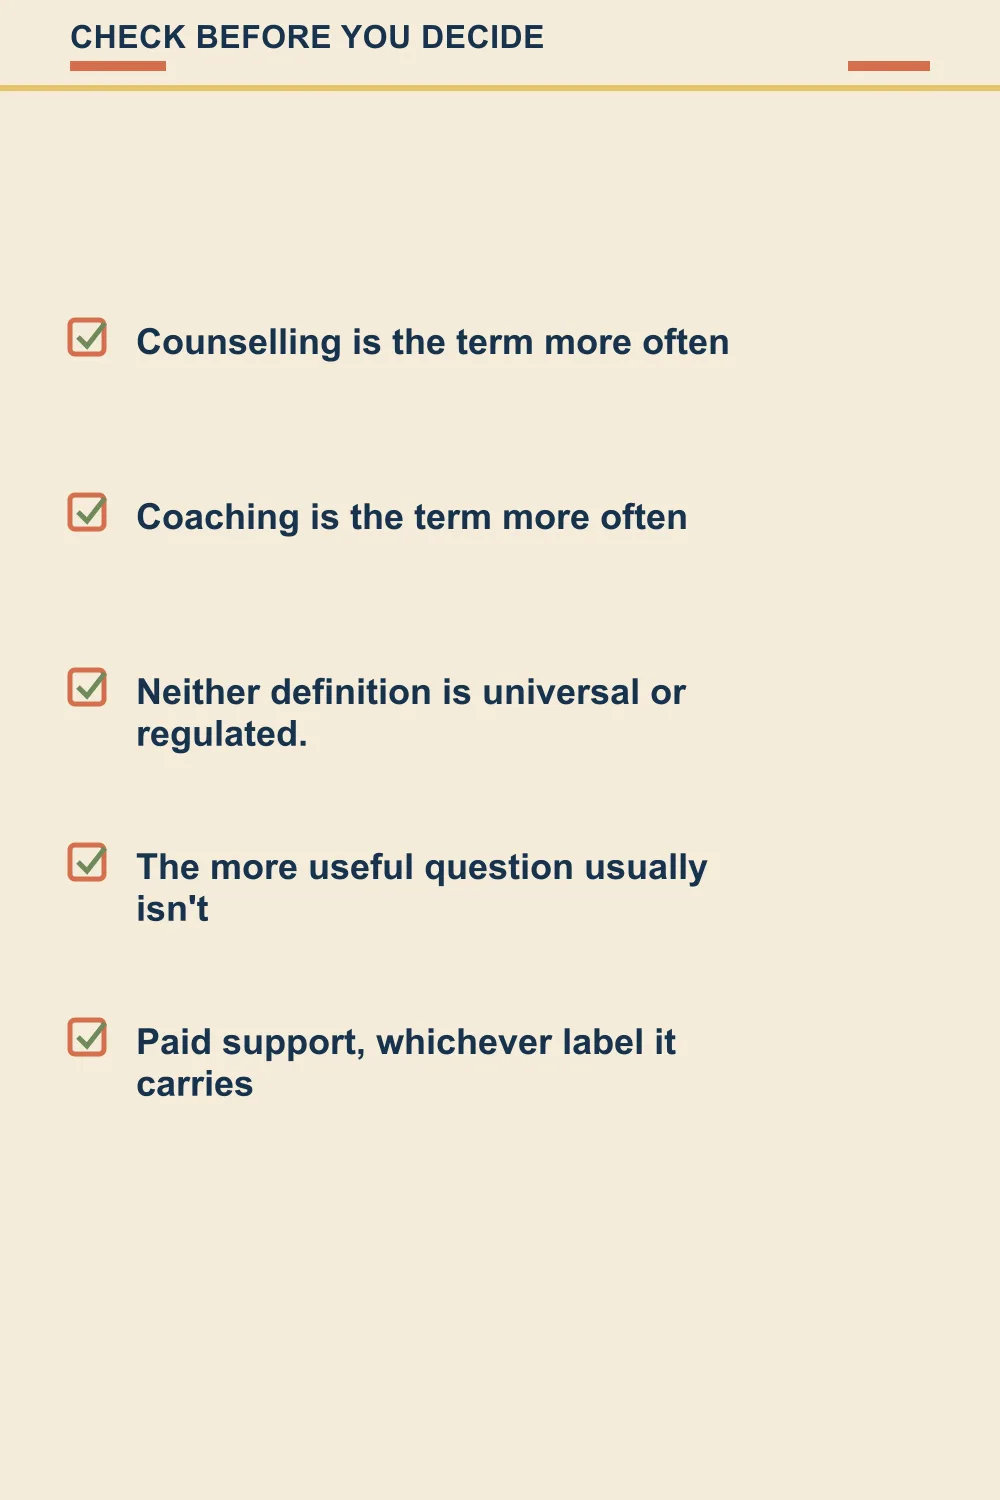 CHECK BEFORE YOU DECIDE
Counselling is the term more often
Coaching is the term more often
Neither definition is universal or
regulated.
The more useful question usually
isn't
Paid support, whichever label it
carries